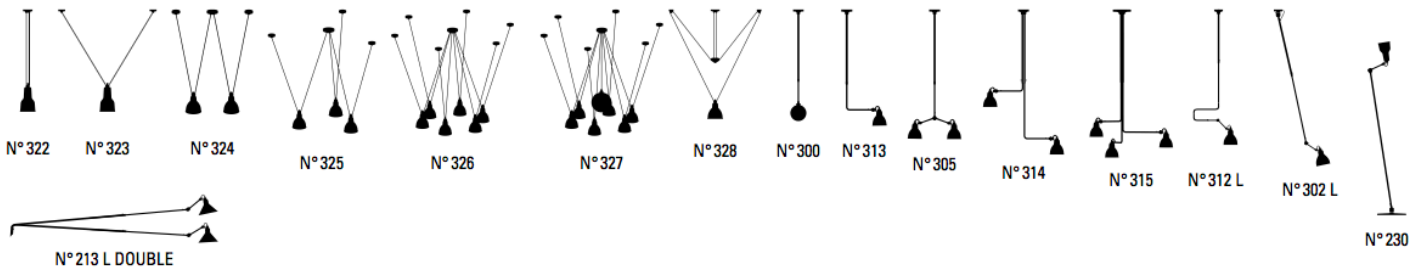 N° 322
N° 323
N° 324
N° 325
N° 326
N° 327
N° 328
N° 300
N° 313
N° 305
N° 314
N° 315
N° 312 L
N° 302 L
N° 230
N° 213 L DOUBLE